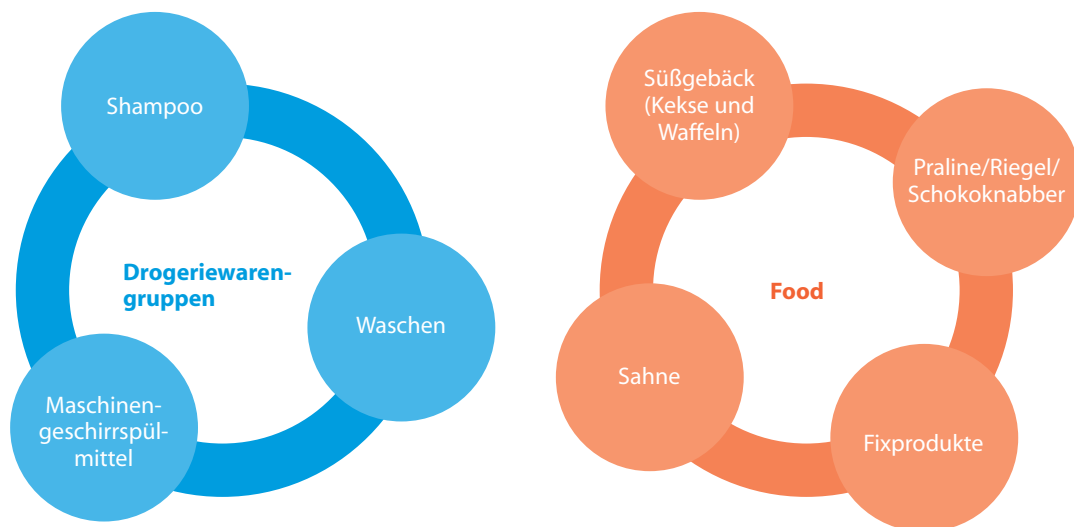 Shampoo
Drogeriewaren-
gruppen
Waschen
Maschinen-
geschirrspül-
mittel
Süßgebäck
(Kekse und
Waffeln)
Praline/Riegel/
Schokoknabber
Food
Sahne
Fixprodukte